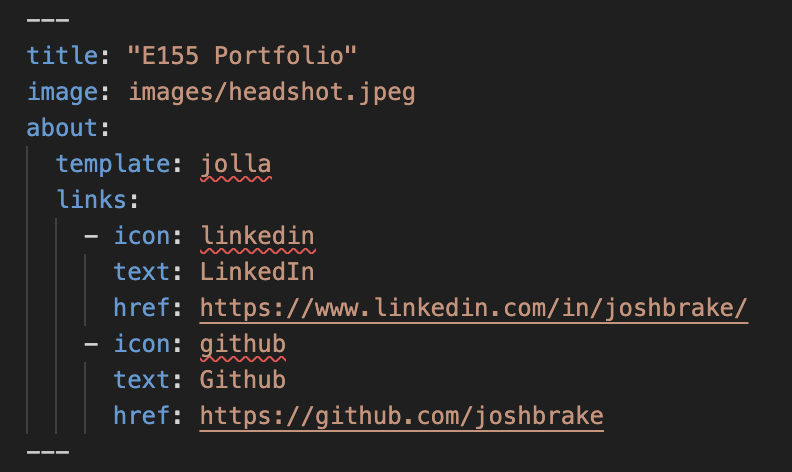 ---
title: "E155 Portfolio"
image: images/headshot.jpeg
about:
  template: jolla
  links:
    - icon: linkedin
      text: LinkedIn
      href: https://www.linkedin.com/in/joshbrake/
    - icon: github
      text: Github
      href: https://github.com/joshbrake
---